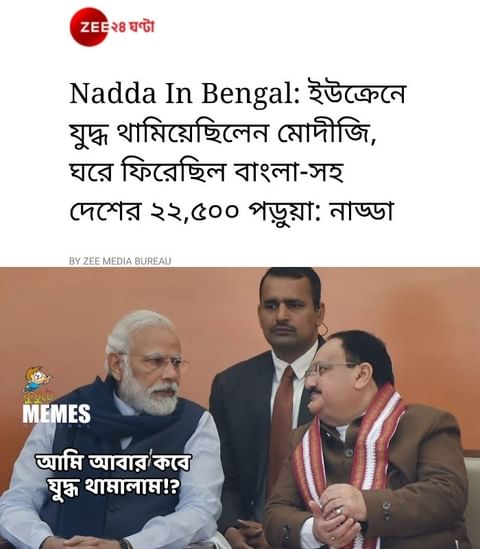 ZEE ২৪ ঘণ্টা
Nadda In Bengal: ইউক্রেনে
যুদ্ধ থামিয়েছিলেন মোদীজি,
ঘরে ফিরেছিল বাংলা-সহ
দেশের ২২,৫০০ পড়ুয়া: নাড্ডা
BY ZEE MEDIA BUREAU
MEMES
আমি আবার কবে
যুদ্ধ থামালাম!?